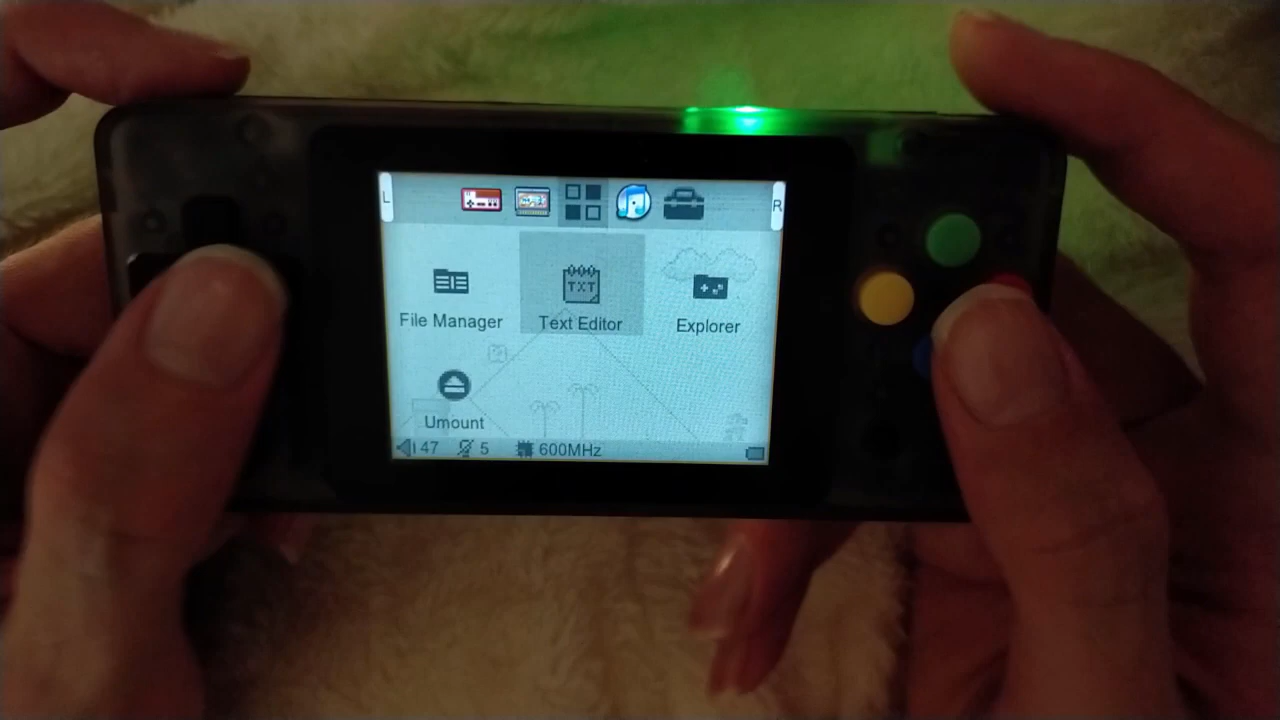 L
R
File Manager
TXT
Text Editor
Explorer
Umount
47 5 600MHz